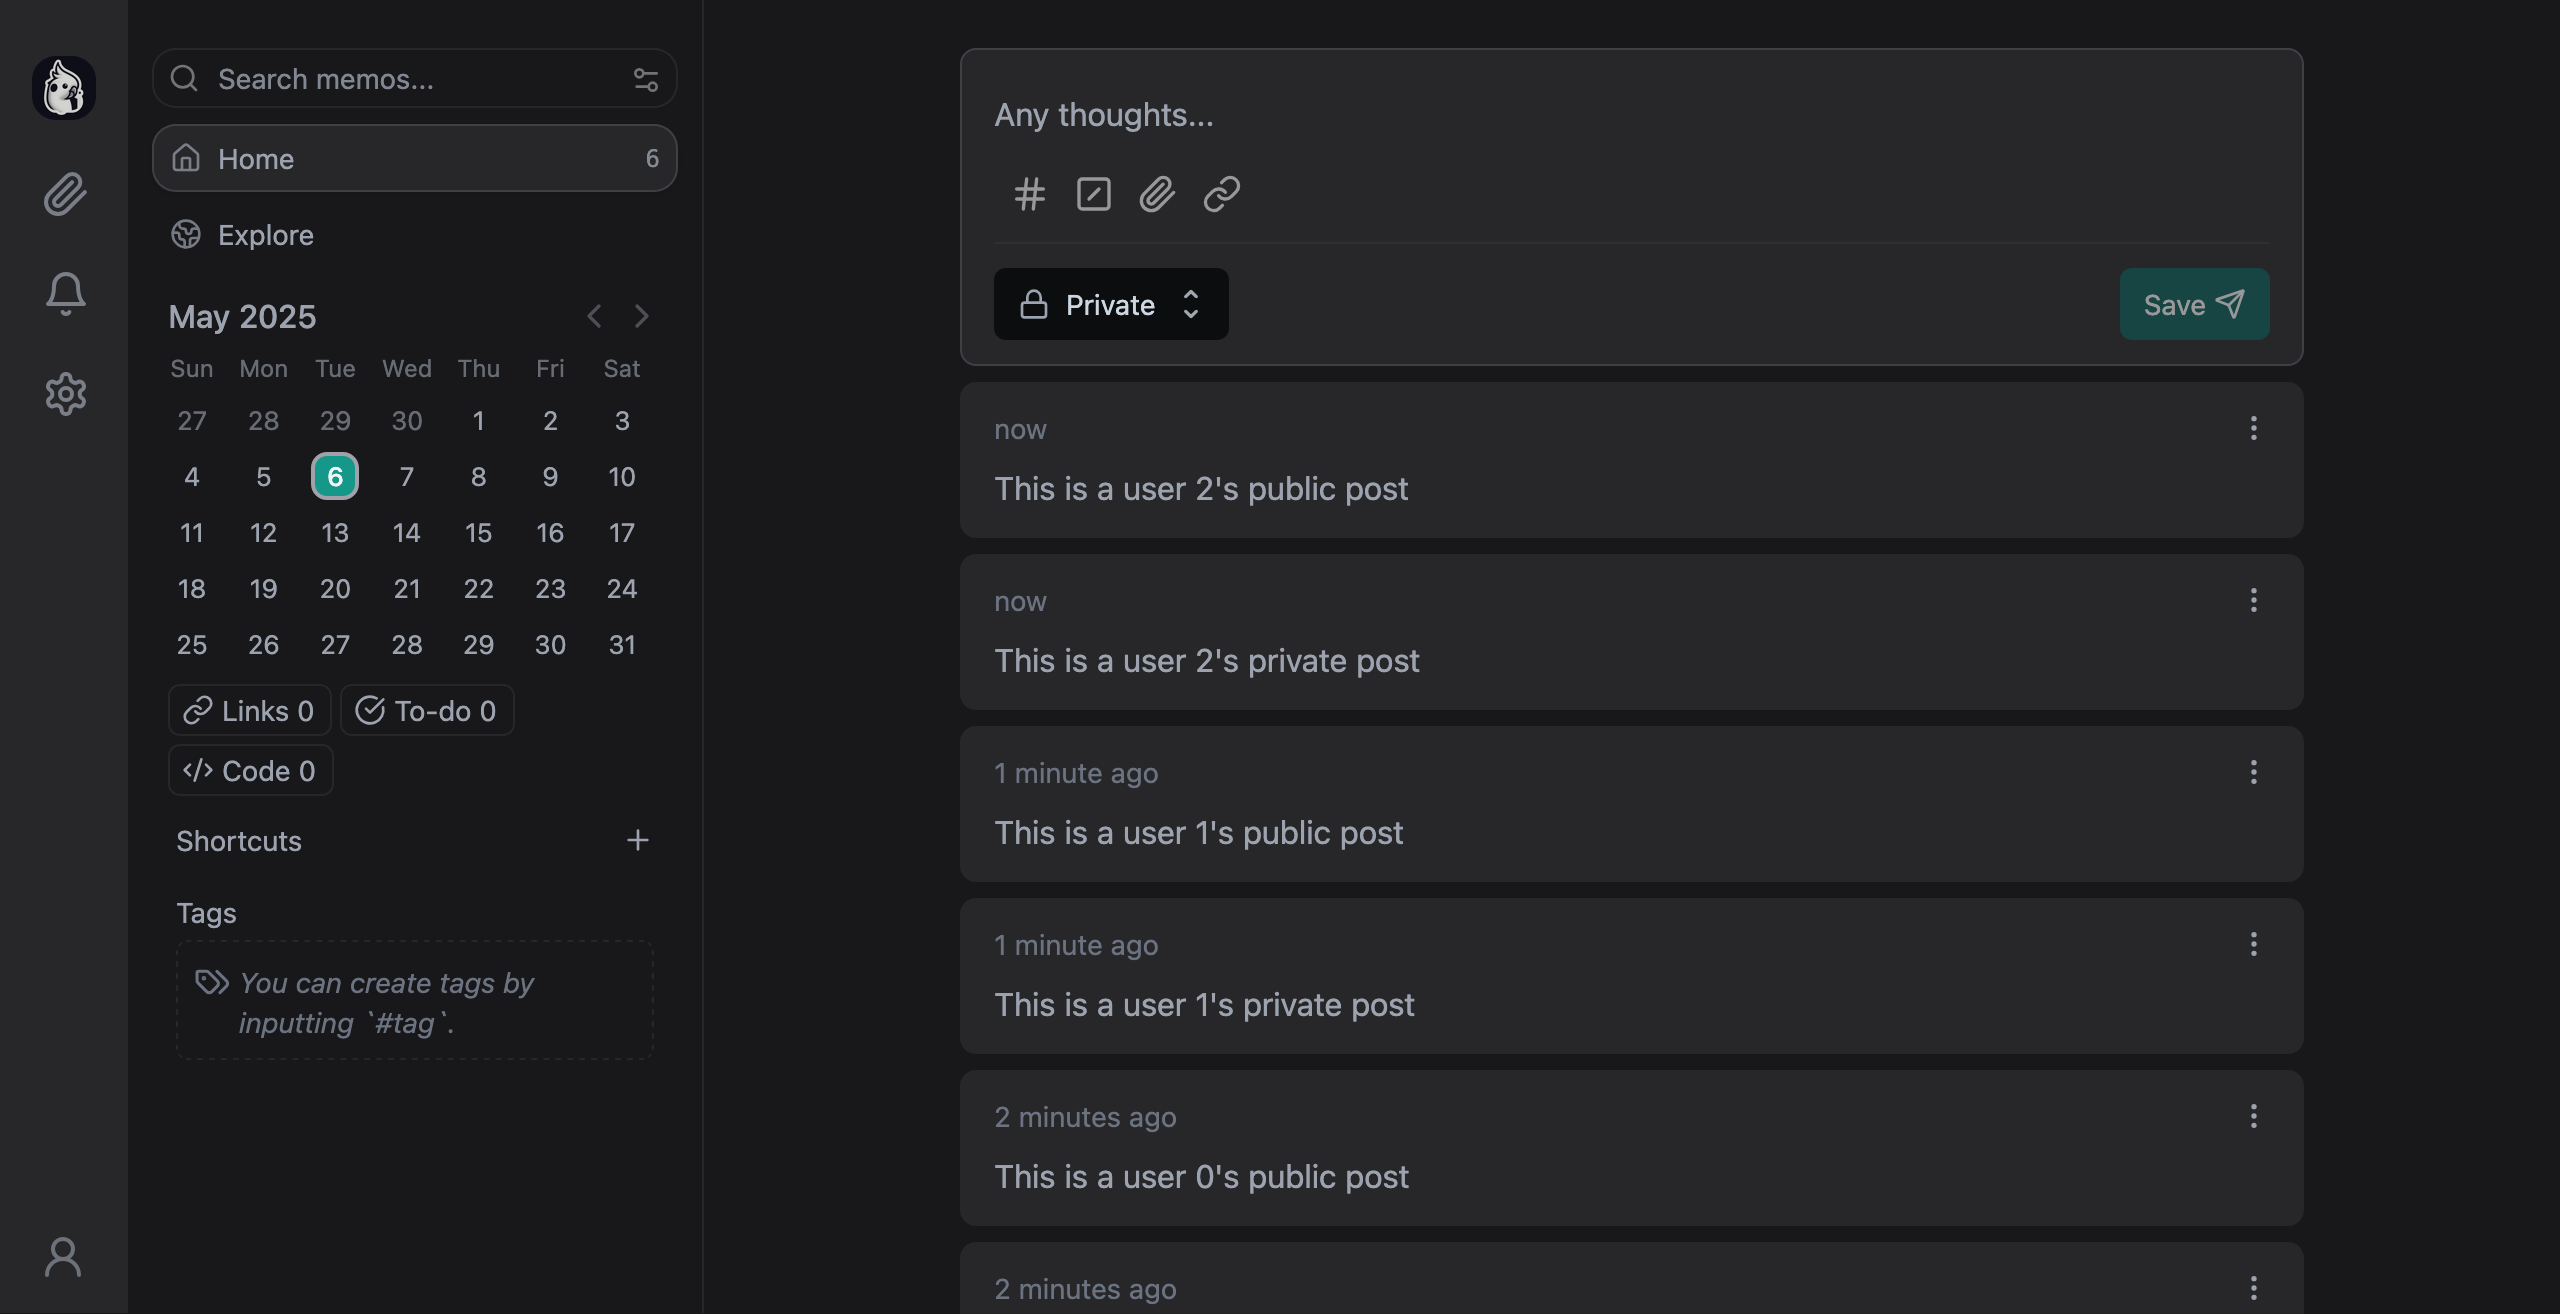 Search memos...
Home 6
Explore
May 2025
Sun Mon Tue Wed Thu Fri Sat
27 28 29 30 1 2 3
4 5 6 7 8 9 10
11 12 13 14 15 16 17
18 19 20 21 22 23 24
25 26 27 28 29 30 31
Links 0 To-do 0
Code 0
Shortcuts
Tags
You can create tags by
inputting `#tag`.
Any thoughts...
Private
Save
now
This is a user 2's public post
now
This is a user 2's private post
1 minute ago
This is a user 1's public post
1 minute ago
This is a user 1's private post
2 minutes ago
This is a user 0's public post
2 minutes ago